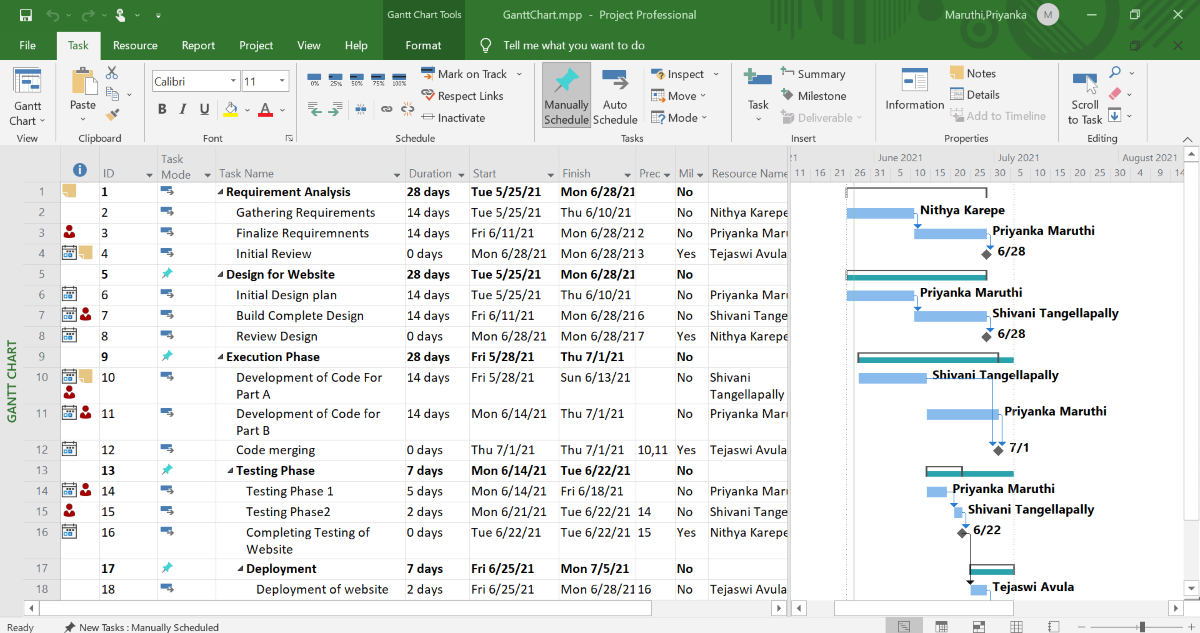 Gantt Chart Tools GanttChart.mpp - Project Professional Maruthi,Priyanka M
File Task Resource Report Project View Help Format Tell me what you want to do
Gantt Chart
View
Paste
Clipboard
Calibri 11
B I U A
Font
0% 25% 50% 75% 100%
Mark on Track
Respect Links
Inactivate
Schedule
Manually Schedule
Auto Schedule
Inspect
Move
Mode
Tasks
Task
Summary
Milestone
Deliverable
Insert
Information
Notes
Details
Add to Timeline
Properties
Scroll to Task
Editing
GANTT CHART
ID Task Mode Task Name Duration Start Finish Prec Mil Resource Name
21 June 2021 July 2021 August 2021
11 16 21 26 31 5 10 15 20 25 30 5 10 15 20 25 30 4 9 14
1 1 Requirement Analysis 28 days Tue 5/25/21 Mon 6/28/21 No
2 2 Gathering Requirements 14 days Tue 5/25/21 Thu 6/10/21 No Nithya Karepe
3 3 Finalize Requiremnents 14 days Fri 6/11/21 Mon 6/28/21 2 No Priyanka Maru
4 4 Initial Review 0 days Mon 6/28/21 Mon 6/28/21 3 Yes Tejaswi Avula
5 5 Design for Website 28 days Tue 5/25/21 Mon 6/28/21 No
6 6 Initial Design plan 14 days Tue 5/25/21 Thu 6/10/21 No Priyanka Maru
7 7 Build Complete Design 14 days Fri 6/11/21 Mon 6/28/21 6 No Shivani Tange
8 8 Review Design 0 days Mon 6/28/21 Mon 6/28/21 7 Yes Nithya Karepe
9 9 Execution Phase 28 days Fri 5/28/21 Thu 7/1/21 No
10 10 Development of Code For Part A 14 days Fri 5/28/21 Sun 6/13/21 No Shivani Tangellapally
11 11 Development of Code for Part B 14 days Mon 6/14/21 Thu 7/1/21 No Priyanka Maru
12 12 Code merging 0 days Thu 7/1/21 Thu 7/1/21 10,11 Yes Tejaswi Avula
13 13 Testing Phase 7 days Mon 6/14/21 Tue 6/22/21 No
14 14 Testing Phase 1 5 days Mon 6/14/21 Fri 6/18/21 No Priyanka Maru
15 15 Testing Phase2 2 days Mon 6/21/21 Tue 6/22/21 14 No Shivani Tange
16 16 Completing Testing of Website 0 days Tue 6/22/21 Tue 6/22/21 15 Yes Nithya Karepe
17 17 Deployment 7 days Fri 6/25/21 Mon 7/5/21 No
18 18 Deployment of website 2 days Fri 6/25/21 Mon 6/28/21 16 No Tejaswi Avula
Nithya Karepe
Priyanka Maruthi
6/28
Priyanka Maruthi
Shivani Tangellapally
6/28
Shivani Tangellapally
Priyanka Maruthi
7/1
Priyanka Maruthi
Shivani Tangellapally
6/22
Tejaswi Avula
Ready New Tasks : Manually Scheduled